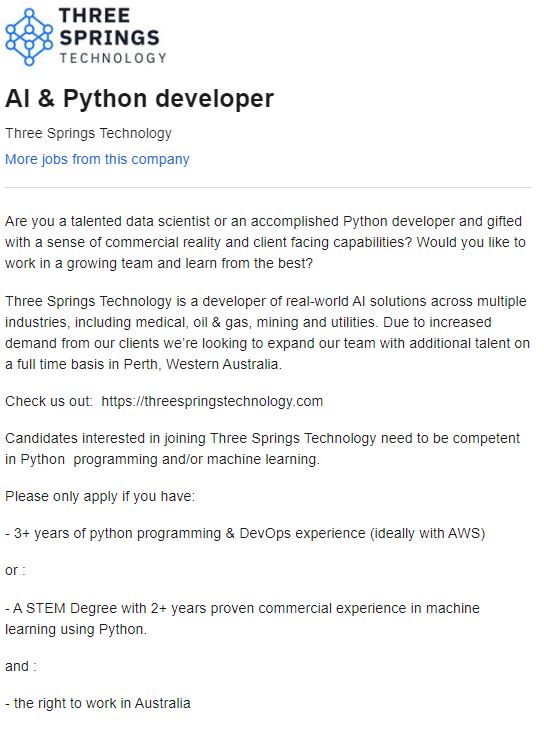 THREE
SPRINGS
TECHNOLOGY
AI & Python developer
Three Springs Technology
More jobs from this company
Are you a talented data scientist or an accomplished Python developer and gifted
with a sense of commercial reality and client facing capabilities? Would you like to
work in a growing team and learn from the best?
Three Springs Technology is a developer of real-world AI solutions across multiple
industries, including medical, oil & gas, mining and utilities. Due to increased
demand from our clients we’re looking to expand our team with additional talent on
a full time basis in Perth, Western Australia.
Check us out:  https://threespringstechnology.com
Candidates interested in joining Three Springs Technology need to be competent
in Python  programming and/or machine learning.
Please only apply if you have:
- 3+ years of python programming & DevOps experience (ideally with AWS)
or :
- A STEM Degree with 2+ years proven commercial experience in machine
learning using Python.
and :
- the right to work in Australia